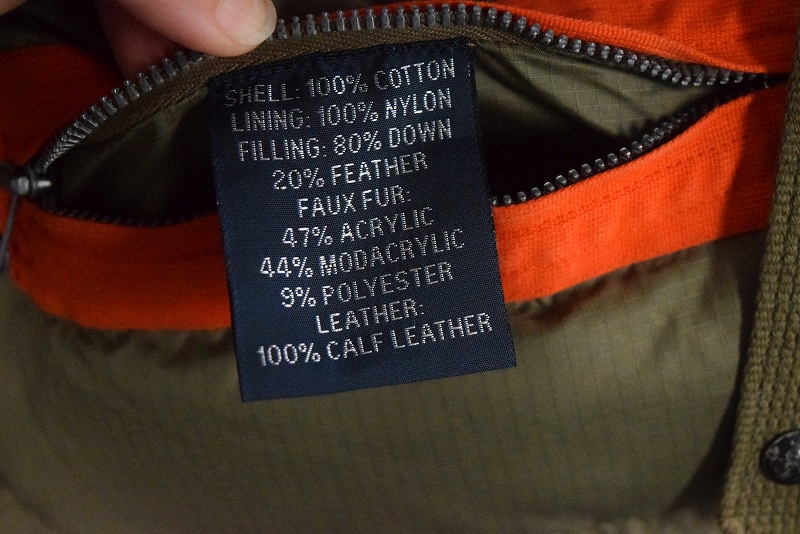 SHELL: 100% COTTON
LINING: 100% NYLON
FILLING: 80% DOWN
20% FEATHER
FAUX FUR:
47% ACRYLIC
44% MODACRYLIC
9% POLYESTER
LEATHER:
100% CALF LEATHER